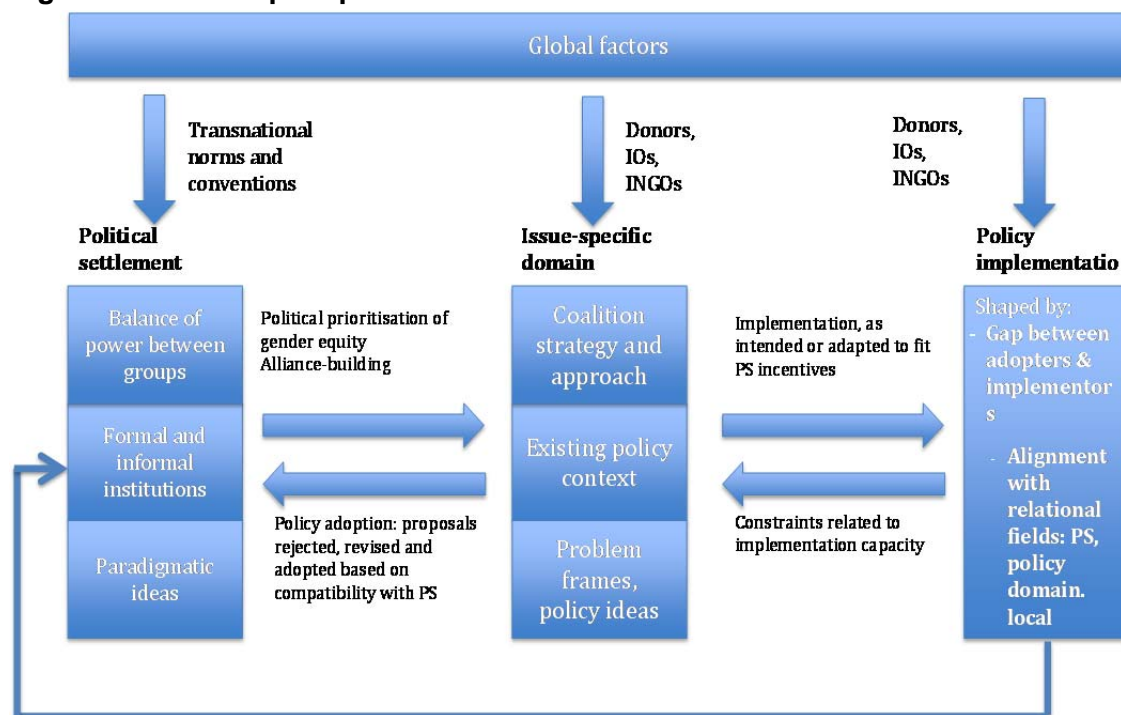 Global factors
Transnational
norms and
conventions
Donors,
IOs,
INGOs
Donors,
IOs,
INGOs
Political
settlement
Issue-specific
domain
Policy
implementatio
Balance of
power between
groups
Formal and
informal
institutions
Paradigmatic
ideas
Political prioritisation of
gender equity
Alliance-building
Policy adoption: proposals
rejected, revised and
adopted based on
compatibility with PS
Coalition
strategy and
approach
Existing policy
context
Problem
frames,
policy ideas
Implementation, as
intended or adapted to fit
PS incentives
Constraints related to
implementation capacity
Shaped by:
- Gap between
adopters &
implementor
s
- Alignment
with
relational
fields: PS,
policy
domain.
local